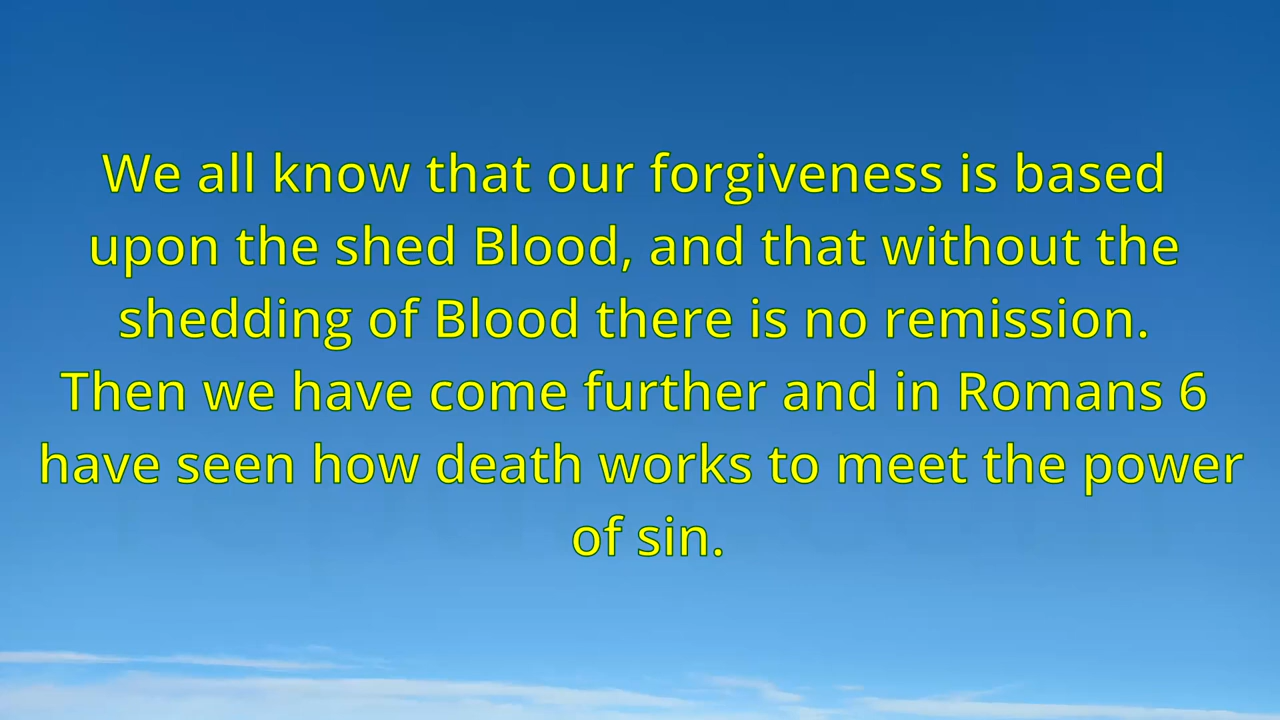 We all know that our forgiveness is based
upon the shed Blood, and that without the
shedding of Blood there is no remission.
Then we have come further and in Romans 6
have seen how death works to meet the power
of sin.